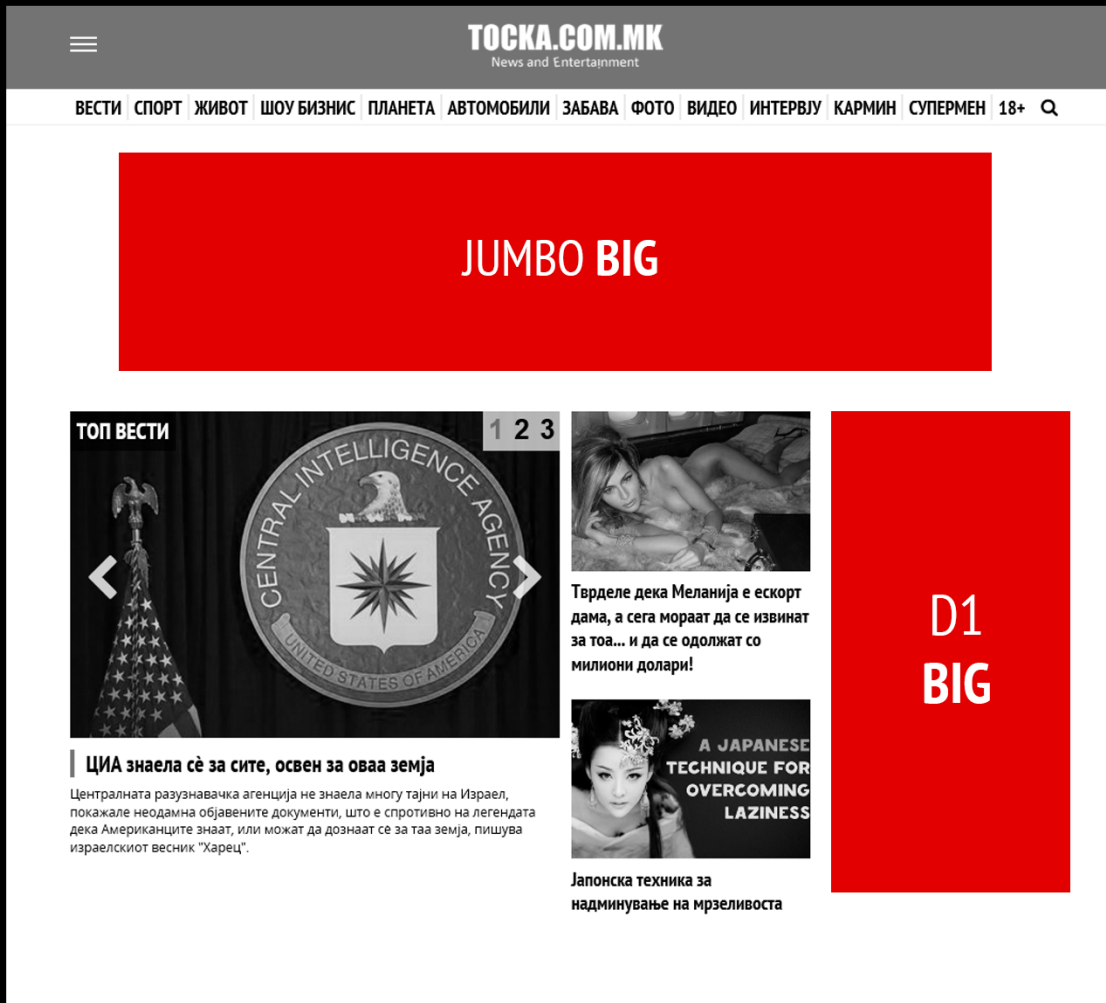 TOCKA.COM.MK
News and Entertainment
ВЕСТИ СПОРТ ЖИВОТ ШОУ БИЗНИС ПЛАНЕТА АВТОМОБИЛИ ЗАБАВА ФОТО ВИДЕО ИНТЕРВЈУ КАРМИН СУПЕРМЕН 18+
JUMBO BIG
ТОП ВЕСТИ
1 2 3
CENTRAL INTELLIGENCE AGENCY
UNITED STATES OF AMERICA
ЦИА знаела сѐ за сите, освен за оваа земја
Централната разузнавачка агенција не знаела многу тајни на Израел,
покажале неодамна објавените документи, што е спротивно на легендата
дека Американците знаат, или можат да дознаат сѐ за таа земја, пишува
израелскиот весник "Харец".
Тврделе дека Меланија е ескорт
дама, а сега мораат да се извинат
за тоа... и да се одолжат со
милиони долари!
A JAPANESE
TECHNIQUE FOR
OVERCOMING
LAZINESS
Јапонска техника за
надминување на мрзеливоста
D1
BIG